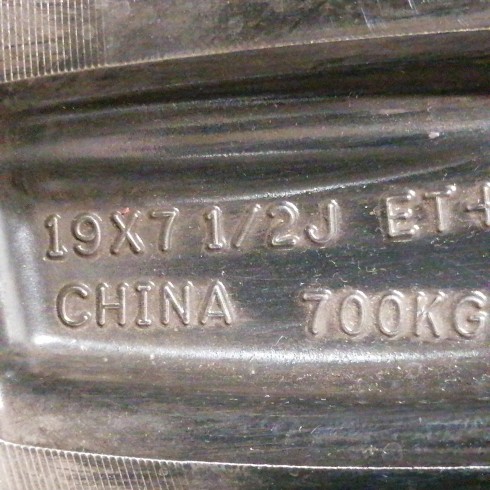 19X7 1/2J ET+
CHINA 700KG